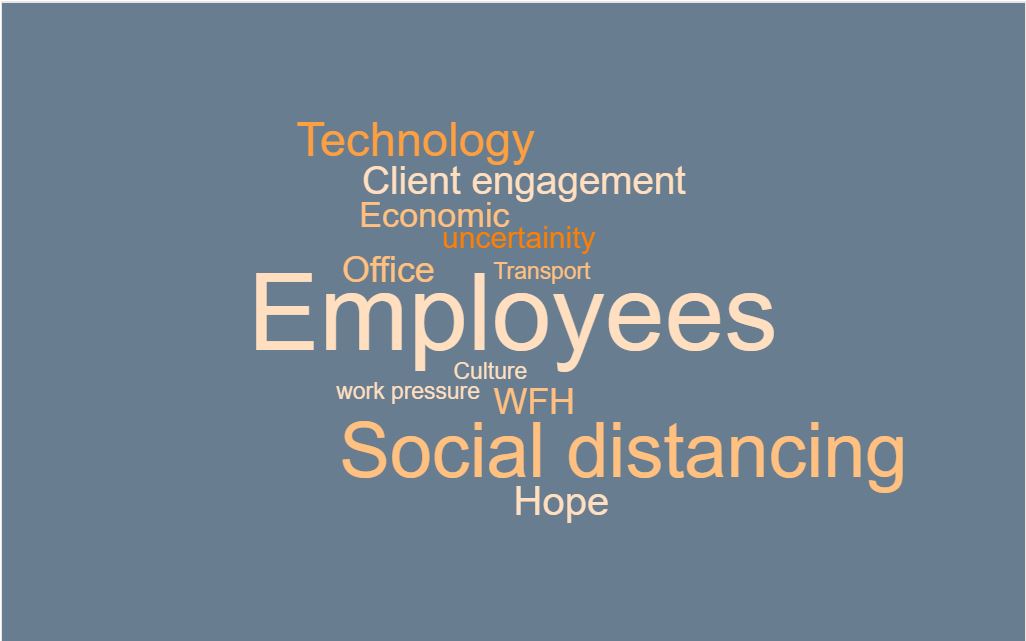 Technology
Client engagement
Economic
uncertainity
Office
Transport
Employees
Culture
work pressure
WFH
Social distancing
Hope